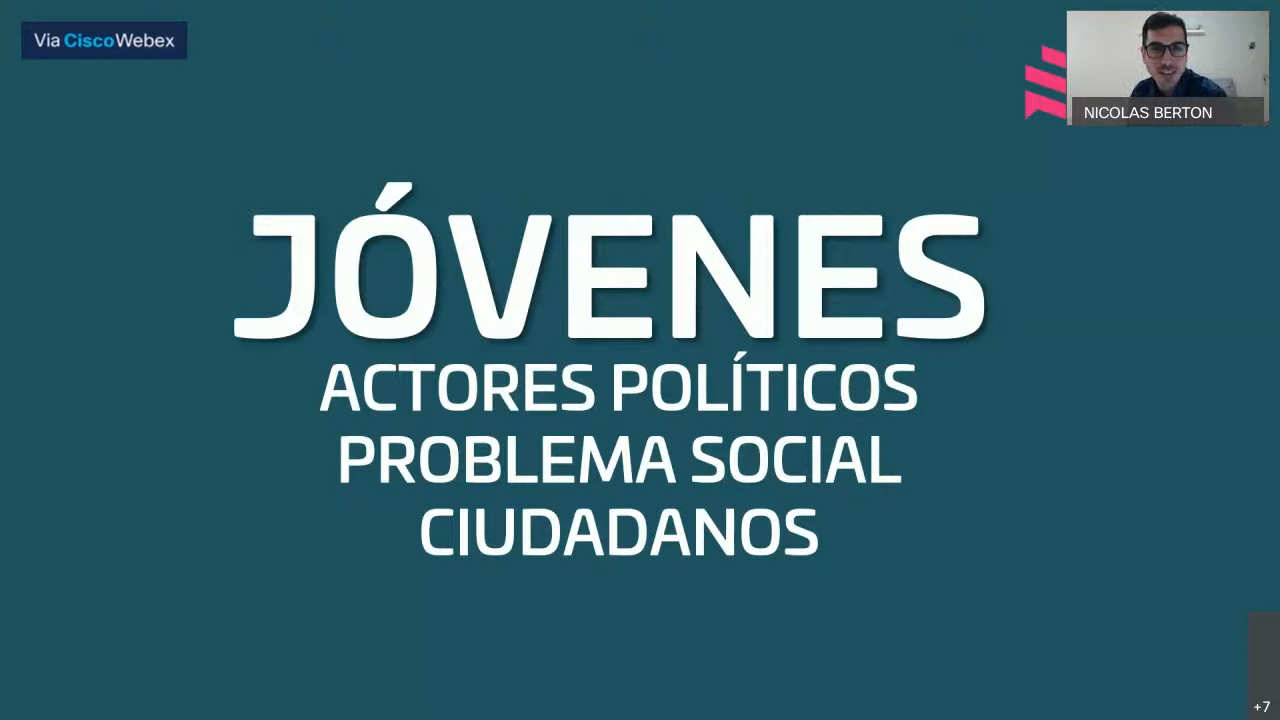 Via CiscoWebex
NICOLAS BERTON
JÓVENES
ACTORES POLÍTICOS
PROBLEMA SOCIAL
CIUDADANOS
+7